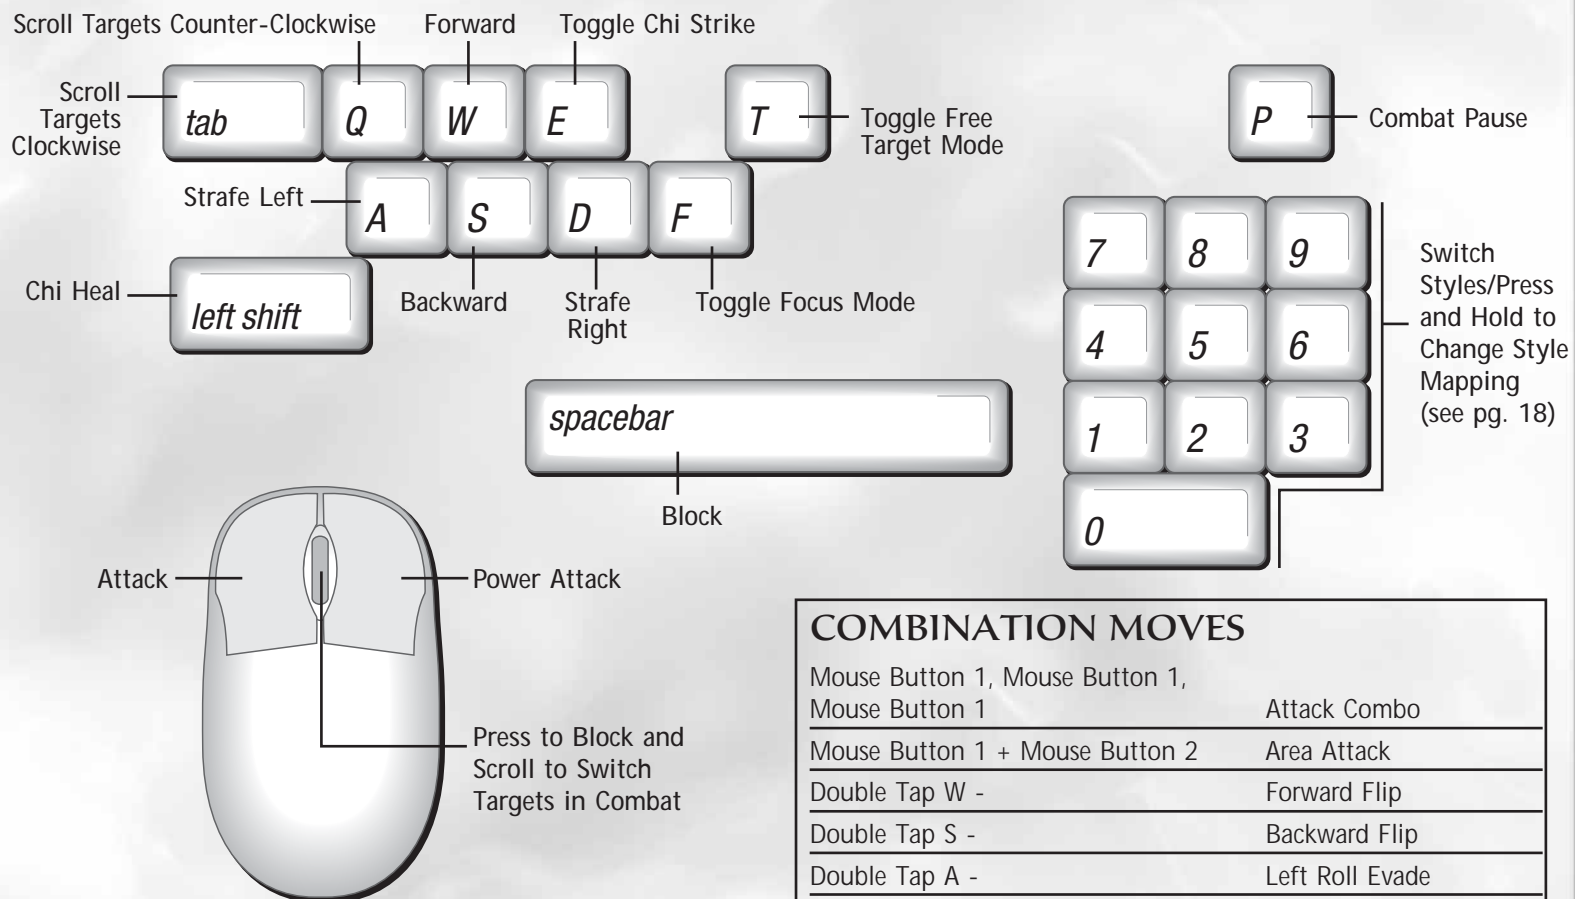 Scroll Targets Counter-Clockwise
Forward
Toggle Chi Strike
Scroll
Targets
Clockwise
tab
Q
W
E
T
Toggle Free
Target Mode
P
Combat Pause
Strafe Left
A
S
D
F
Chi Heal
left shift
Backward
Strafe
Right
Toggle Focus Mode
7
8
9
4
5
6
1
2
3
0
Switch
Styles/Press
and Hold to
Change Style
Mapping
(see pg. 18)
spacebar
Block
Attack
Power Attack
Press to Block and
Scroll to Switch
Targets in Combat
COMBINATION MOVES
Mouse Button 1, Mouse Button 1,
Mouse Button 1 Attack Combo
Mouse Button 1 + Mouse Button 2 Area Attack
Double Tap W - Forward Flip
Double Tap S - Backward Flip
Double Tap A - Left Roll Evade